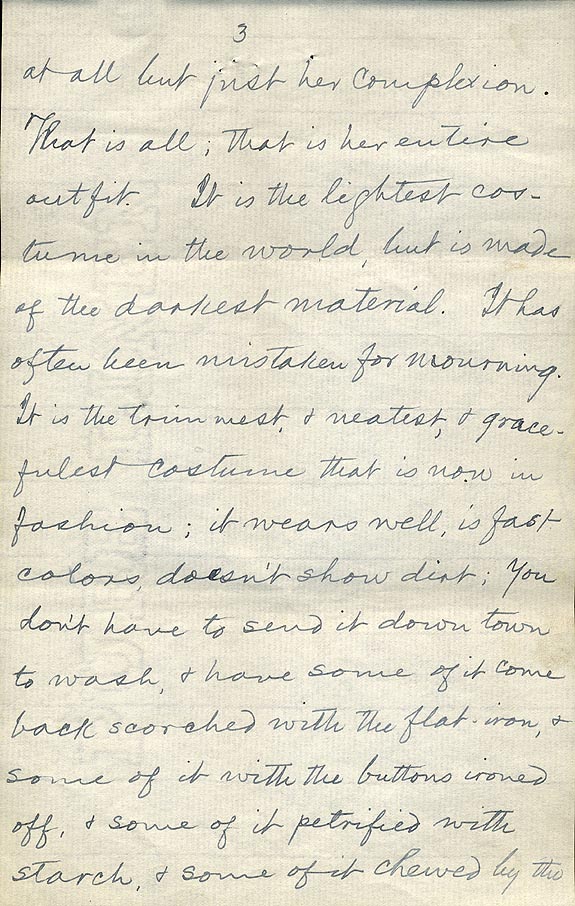 3
at all but just her complexion.
That is all; that is her entire
outfit. It is the lightest cos-
tume in the world, but is made
of the darkest material. It has
often been mistaken for mourning.
It is the trimmest, & neatest, & grace-
fulest costume that is now in
fashion; it wears well, is fast
colors, doesn't show dirt; You
don't have to send it down town
to wash, & have some of it come
back scorched with the flat-iron, &
some of it with the buttons ironed
off, & some of it petrified with
starch, & some of it chewed by the